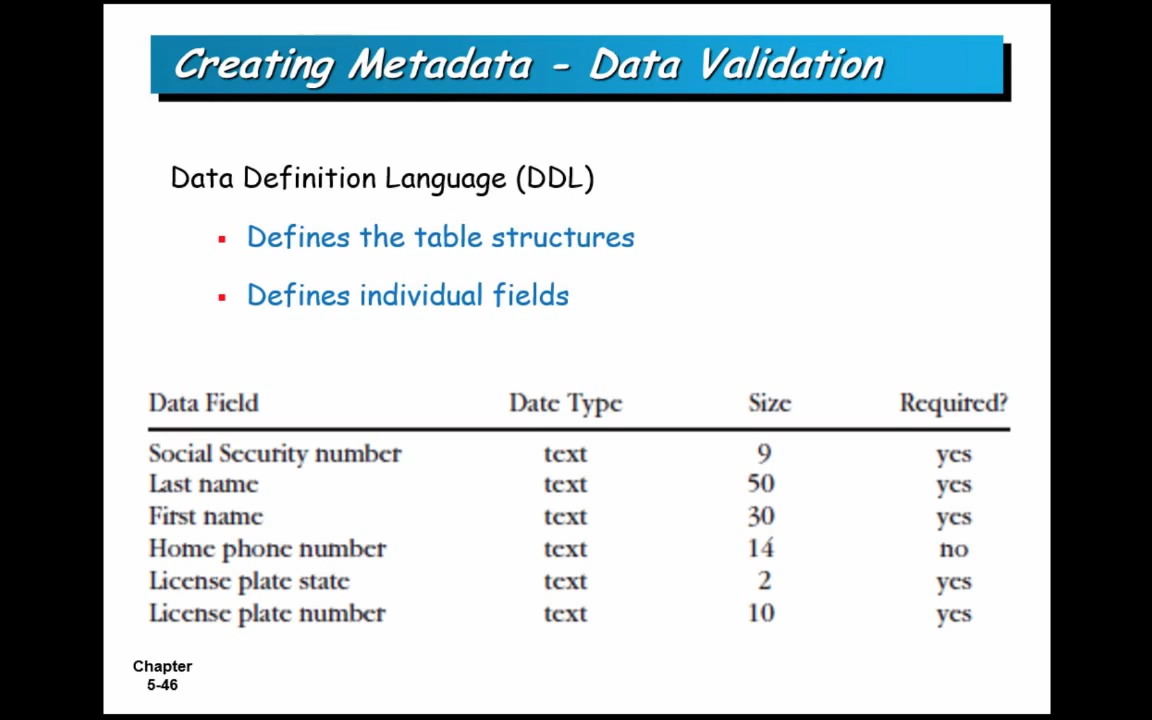 Creating Metadata - Data Validation
Data Definition Language (DDL)
▪ Defines the table structures
▪ Defines individual fields
Data Field Date Type Size Required?
Social Security number text 9 yes
Last name text 50 yes
First name text 30 yes
Home phone number text 14 no
License plate state text 2 yes
License plate number text 10 yes
Chapter
5-46